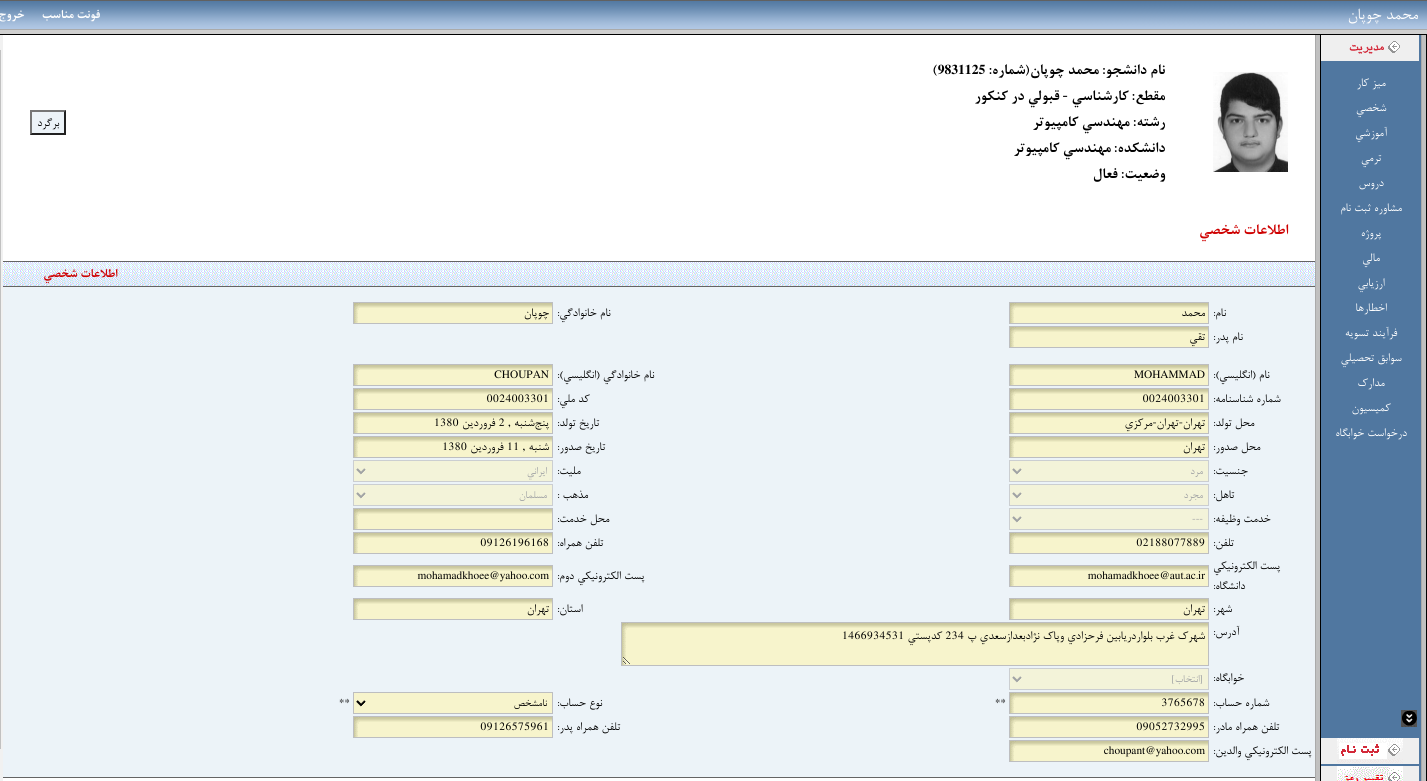 محمد چوپان
فونت مناسب
خروج
مديريت
ميز كار
شخصي
آموزشي
ترمي
دروس
مشاوره ثبت نام
پروژه
مالي
ارزيابي
اخطارها
فرآيند تسويه
سوابق تحصيلي
مدارک
کميسيون
درخواست خوابگاه
ثبت نام
تغيير رمز
نام دانشجو: محمد چوپان(شماره: 9831125)
مقطع: كارشناسي - قبولي در كنكور
رشته: مهندسي كامپيوتر
دانشكده: مهندسي كامپيوتر
وضعيت: فعال
برگرد
اطلاعات شخصي
اطلاعات شخصي
نام: محمد نام خانوادگي: چوپان
نام پدر: تقي
نام (انگليسي): MOHAMMAD نام خانوادگي (انگليسي): CHOUPAN
شماره شناسنامه: 0024003301 كد ملي: 0024003301
محل تولد: تهران-تهران-مركزي تاريخ تولد: پنج‌شنبه , 2 فروردين 1380
محل صدور: تهران تاريخ صدور: شنبه , 11 فروردين 1380
جنسيت: مرد مليت: ايراني
تاهل: مجرد مذهب : مسلمان
خدمت وظيفه: --- محل خدمت:
تلفن: 02188077889 تلفن همراه: 09126196168
پست الكترونيكي دانشگاه: mohamadkhoee@aut.ac.ir پست الكترونيكي دوم: mohamadkhoee@yahoo.com
شهر: تهران استان: تهران
آدرس: شهرک غرب بلواردريابين فرحزادي وپاک نژادبعدازسعدي پ 234 كدپستي 1466934531
خوابگاه: [انتخاب]
شماره حساب: 3765678 ** نوع حساب: نامشخص **
تلفن همراه مادر: 09052732995 تلفن همراه پدر: 09126575961
پست الكترونيكي والدين: choupant@yahoo.com